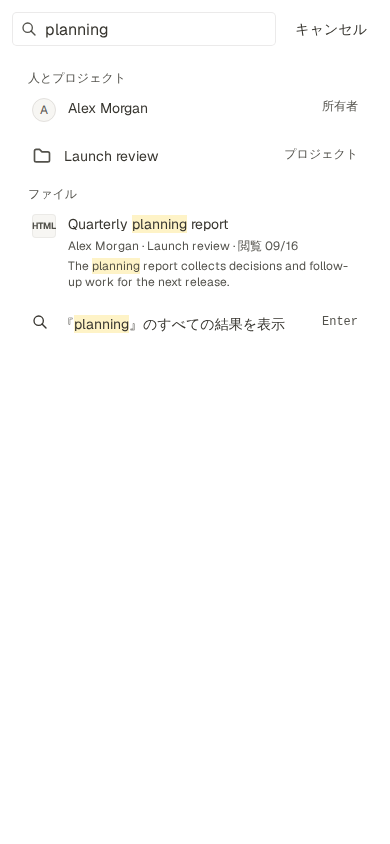 planning
キャンセル
人とプロジェクト
A
Alex Morgan
所有者
Launch review
プロジェクト
ファイル
HTML
Quarterly planning report
Alex Morgan · Launch review · 閲覧 09/16
The planning report collects decisions and follow-
up work for the next release.
『planning』のすべての結果を表示
Enter